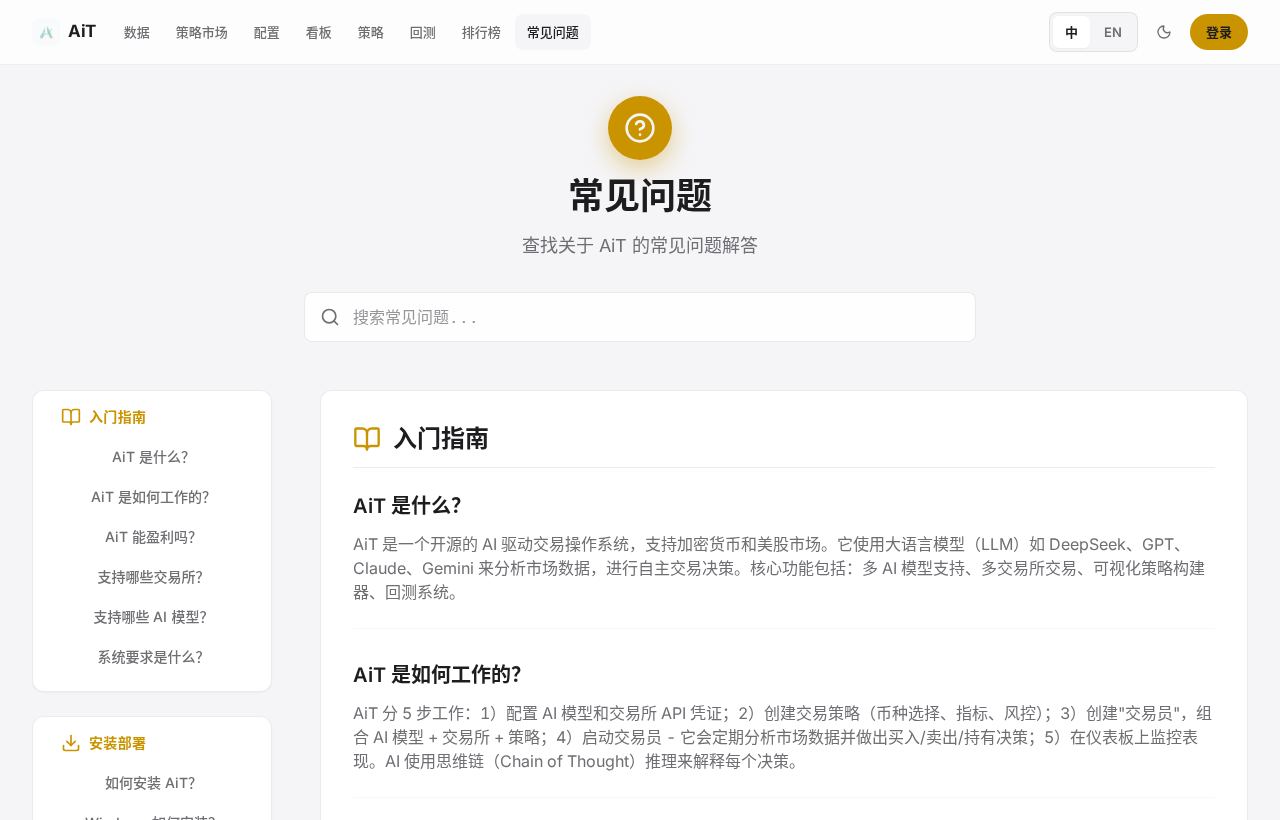 AiT
数据
策略市场
配置
看板
策略
回测
排行榜
常见问题
中
EN
登录
常见问题
查找关于 AiT 的常见问题解答
搜索常见问题...
入门指南
AiT 是什么？
AiT 是如何工作的？
AiT 能盈利吗？
支持哪些交易所？
支持哪些 AI 模型？
系统要求是什么？
安装部署
如何安装 AiT？
入门指南
AiT 是什么？
AiT 是一个开源的 AI 驱动交易操作系统，支持加密货币和美股市场。它使用大语言模型（LLM）如 DeepSeek、GPT、
Claude、Gemini 来分析市场数据，进行自主交易决策。核心功能包括：多 AI 模型支持、多交易所交易、可视化策略构建
器、回测系统。
AiT 是如何工作的？
AiT 分 5 步工作：1）配置 AI 模型和交易所 API 凭证；2）创建交易策略（币种选择、指标、风控）；3）创建"交易员"，组
合 AI 模型 + 交易所 + 策略；4）启动交易员 - 它会定期分析市场数据并做出买入/卖出/持有决策；5）在仪表板上监控表
现。AI 使用思维链（Chain of Thought）推理来解释每个决策。